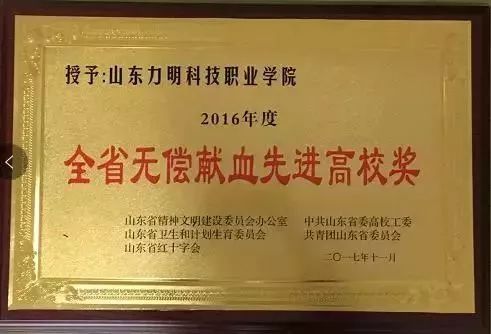 授予:山东力明科技职业学院
2016年度
全省无偿献血先进高校奖
山东省精神文明建设委员会办公室 中共山东省委高校工委
山东省卫生和计划生育委员会 共青团山东省委员会
山东省红十字会
二〇一七年十一月